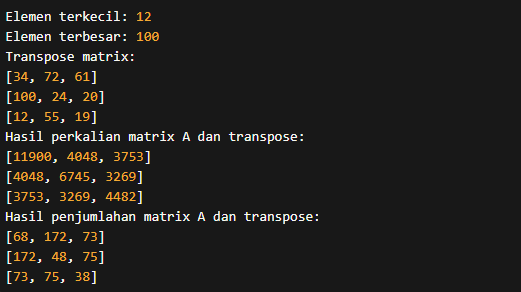 Elemen terkecil: 12
Elemen terbesar: 100
Transpose matrix:
[34, 72, 61]
[100, 24, 20]
[12, 55, 19]
Hasil perkalian matrix A dan transpose:
[11900, 4048, 3753]
[4048, 6745, 3269]
[3753, 3269, 4482]
Hasil penjumlahan matrix A dan transpose:
[68, 172, 73]
[172, 48, 75]
[73, 75, 38]